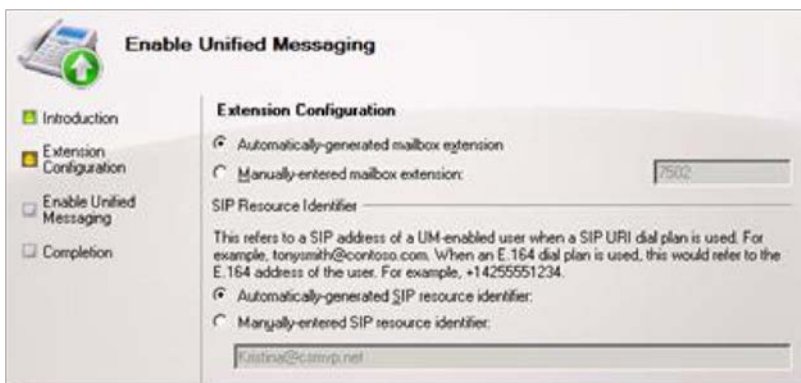 Enable Unified Messaging
Introduction
Extension
Configuration
Enable Unified
Messaging
Completion
Extension Configuration
Automatically-generated mailbox extension
Manually-entered mailbox extension:
7502
SIP Resource Identifier
This refers to a SIP address of a UM-enabled user when a SIP URI dial plan is used. For
example, tonysmith@contoso.com. When an E.164 dial plan is used, this would refer to the
E.164 address of the user. For example, +14255551234.
Automatically-generated SIP resource identifier:
Manually-entered SIP resource identifier:
Kristina@csmvp.net